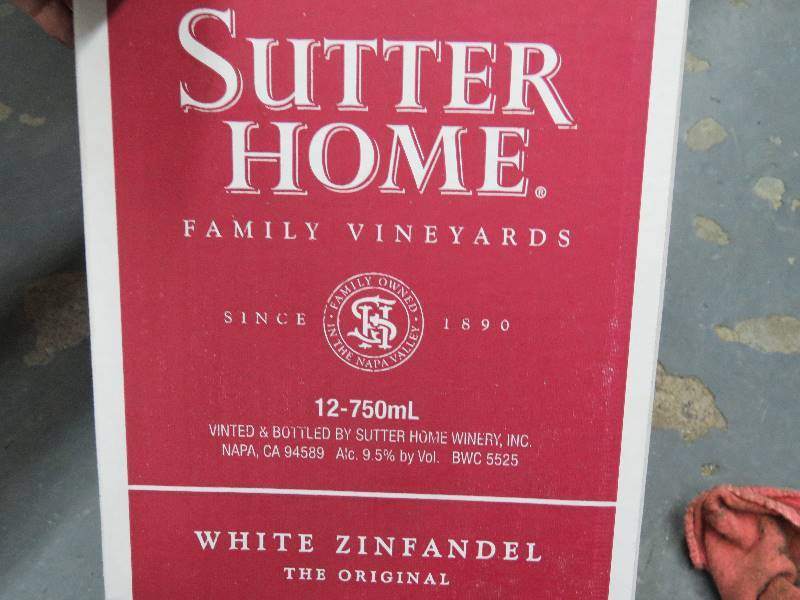 SUTTER
HOME®
FAMILY VINEYARDS
SINCE 1890
FAMILY OWNED
IN THE NAPA VALLEY
SH
12-750mL
VINTED & BOTTLED BY SUTTER HOME WINERY, INC.
NAPA, CA 94589 Alc. 9.5% by Vol. BWC 5525
WHITE ZINFANDEL
THE ORIGINAL